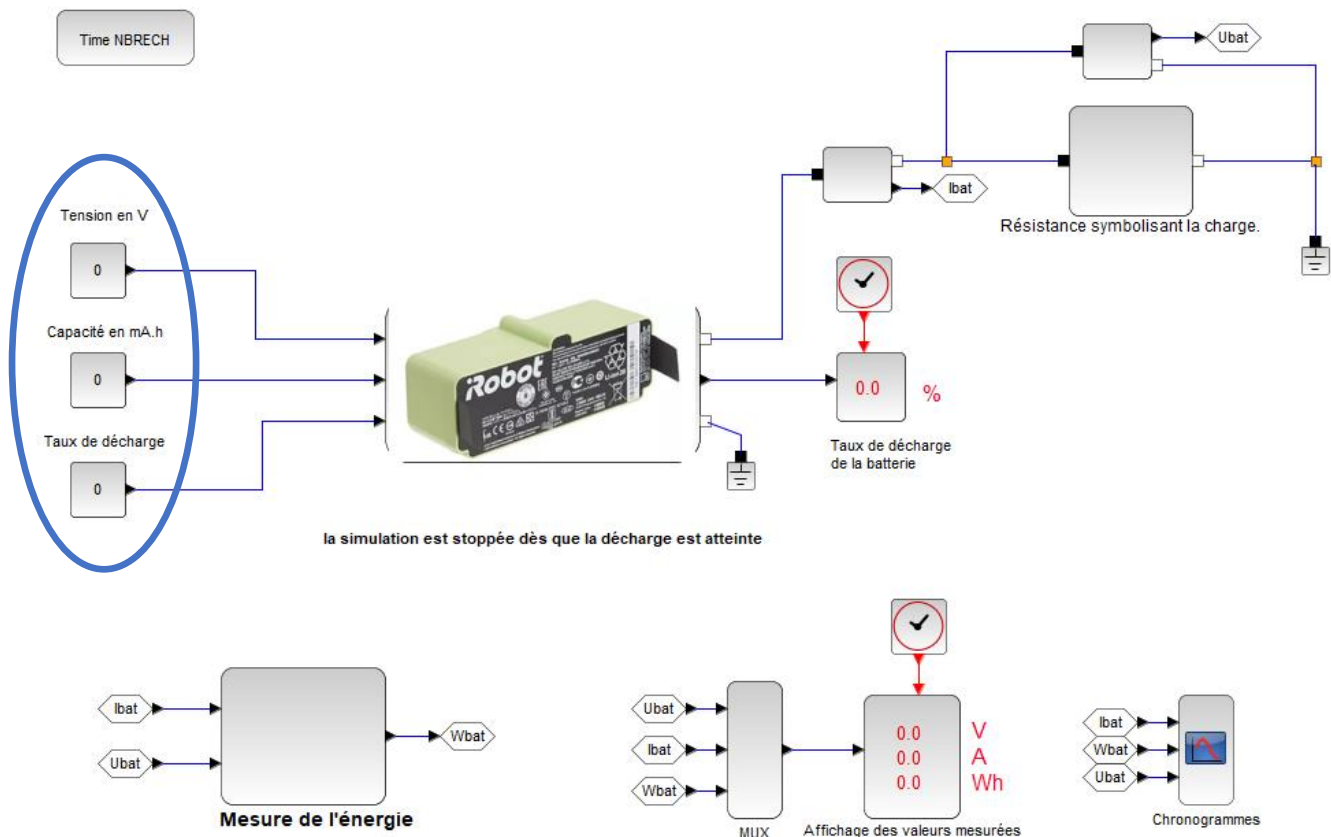 Time NBRECH
Ubat
Ibat
Résistance symbolisant la charge.
Tension en V
0
Capacité en mA.h
0
Taux de décharge
0
iRobot
0.0
%
Taux de décharge
de la batterie
la simulation est stoppée dès que la décharge est atteinte
Ibat
Ubat
Wbat
Mesure de l'énergie
Ubat
Ibat
Wbat
MUX
0.0 V
0.0 A
0.0 Wh
Affichage des valeurs mesurées
Ibat
Wbat
Ubat
Chronogrammes